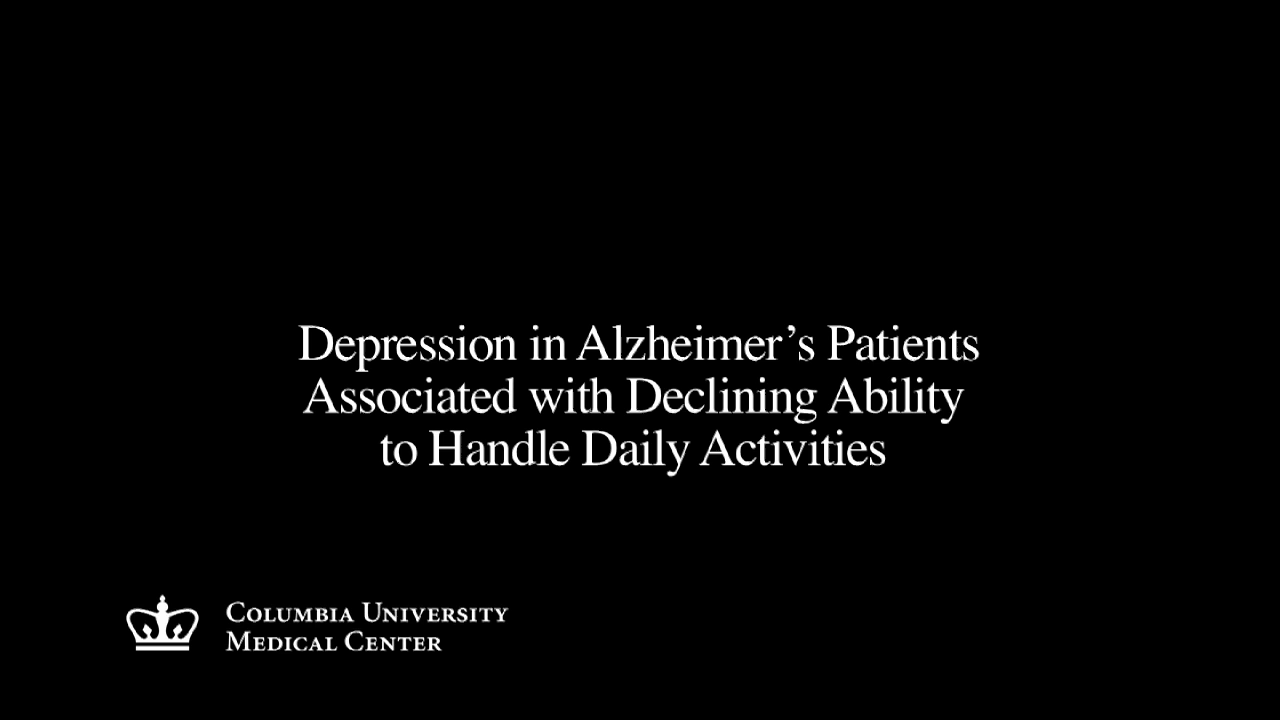 Depression in Alzheimer’s Patients
Associated with Declining Ability
to Handle Daily Activities
COLUMBIA UNIVERSITY
MEDICAL CENTER